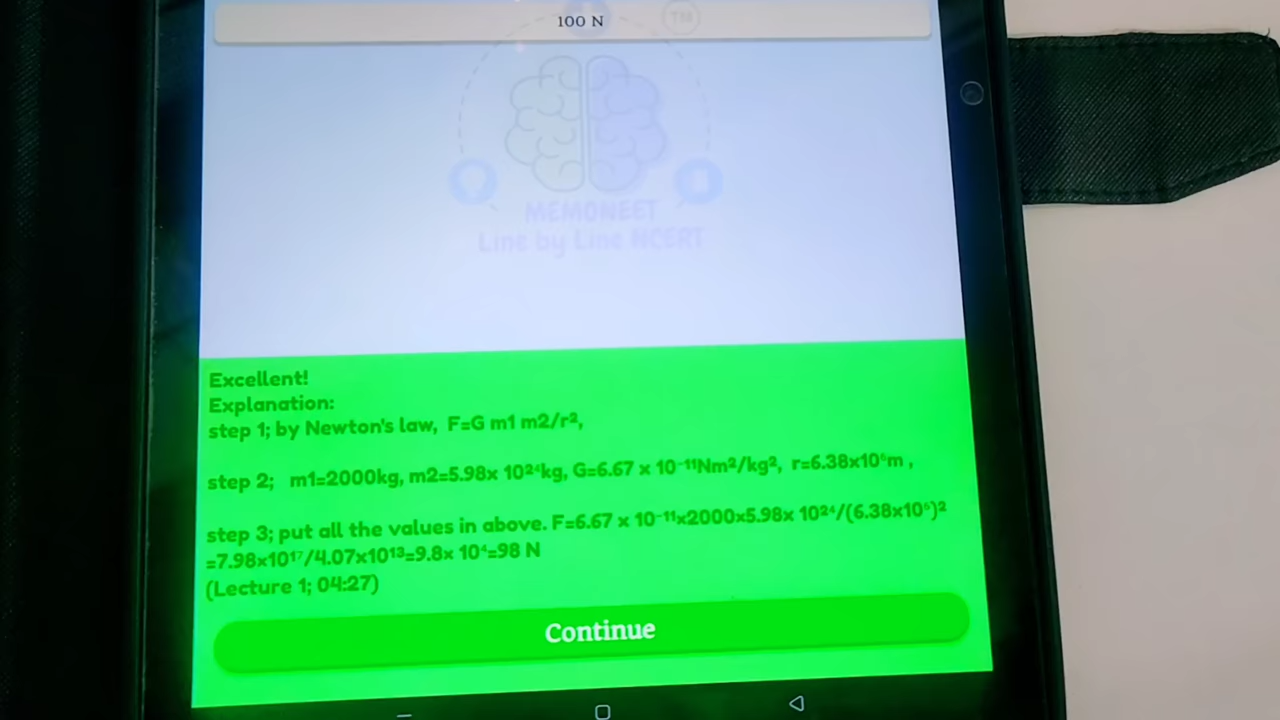 100 N
TM
MEMONEET
Line by Line NCERT
Excellent!
Explanation:
step 1; by Newton's law, F=G m1 m2/r²,
step 2; m1=2000kg, m2=5.98x 10²⁴kg, G=6.67 x 10⁻¹¹Nm²/kg², r=6.38x10⁶m ,
step 3; put all the values in above. F=6.67 x 10⁻¹¹x2000x5.98x 10²⁴/(6.38x10⁶)²
=7.98x10¹⁷/4.07x10¹³=9.8x 10⁴=98 N
(Lecture 1; 04:27)
Continue